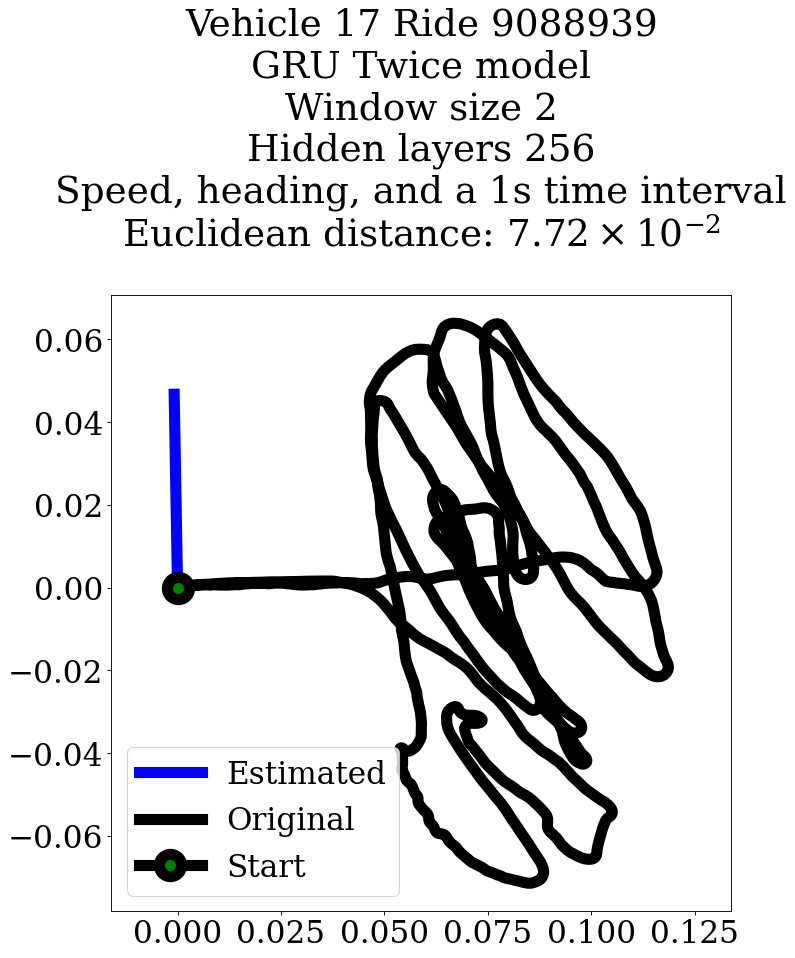 Vehicle 17 Ride 9088939
GRU Twice model
Window size 2
Hidden layers 256
Speed, heading, and a 1s time interval
Euclidean distance: 7.72 × 10⁻²
0.06
0.04
0.02
0.00
−0.02
−0.04
−0.06
Estimated
Original
Start
0.000 0.025 0.050 0.075 0.100 0.125